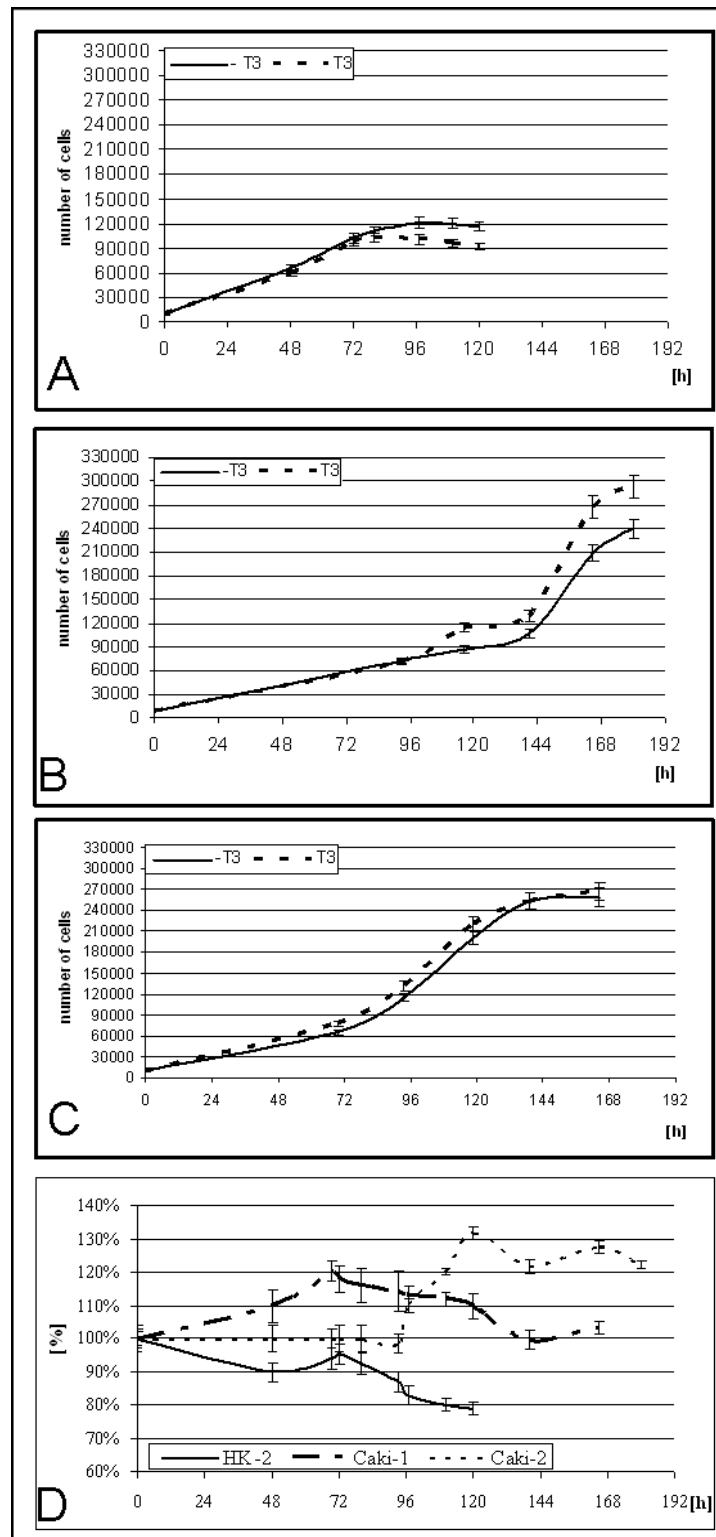 330000
300000
270000
240000
210000
180000
150000
120000
90000
60000
30000
0
number of cells
- T3 T3
0 24 48 72 96 120 144 168 192
[h]
A
330000
300000
270000
240000
210000
180000
150000
120000
90000
60000
30000
0
number of cells
-T3 T3
0 24 48 72 96 120 144 168 192
[h]
B
330000
300000
270000
240000
210000
180000
150000
120000
90000
60000
30000
0
number of cells
-T3 T3
0 24 48 72 96 120 144 168 192
[h]
C
140%
130%
120%
110%
100%
90%
80%
70%
60%
[%]
HK-2 Caki-1 Caki-2
0 24 48 72 96 120 144 168 192 [h]
D